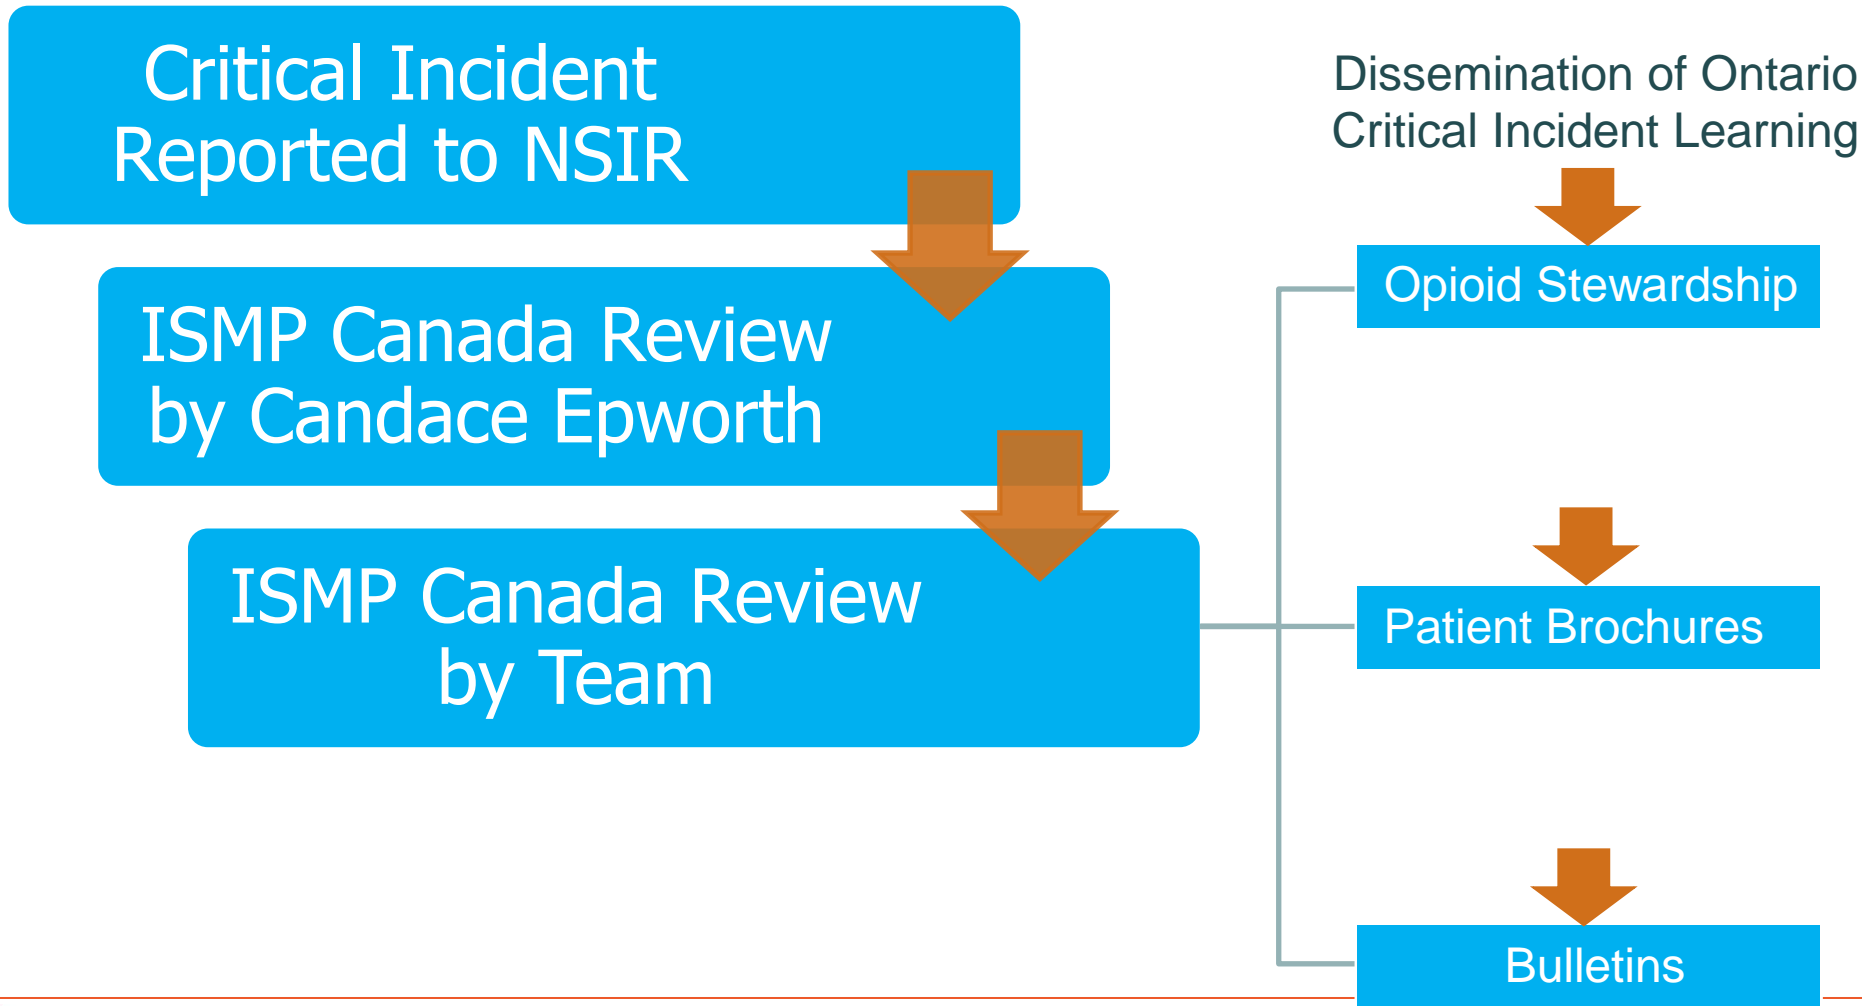 Critical Incident
Reported to NSIR
ISMP Canada Review
by Candace Epworth
ISMP Canada Review
by Team
Dissemination of Ontario
Critical Incident Learning
Opioid Stewardship
Patient Brochures
Bulletins